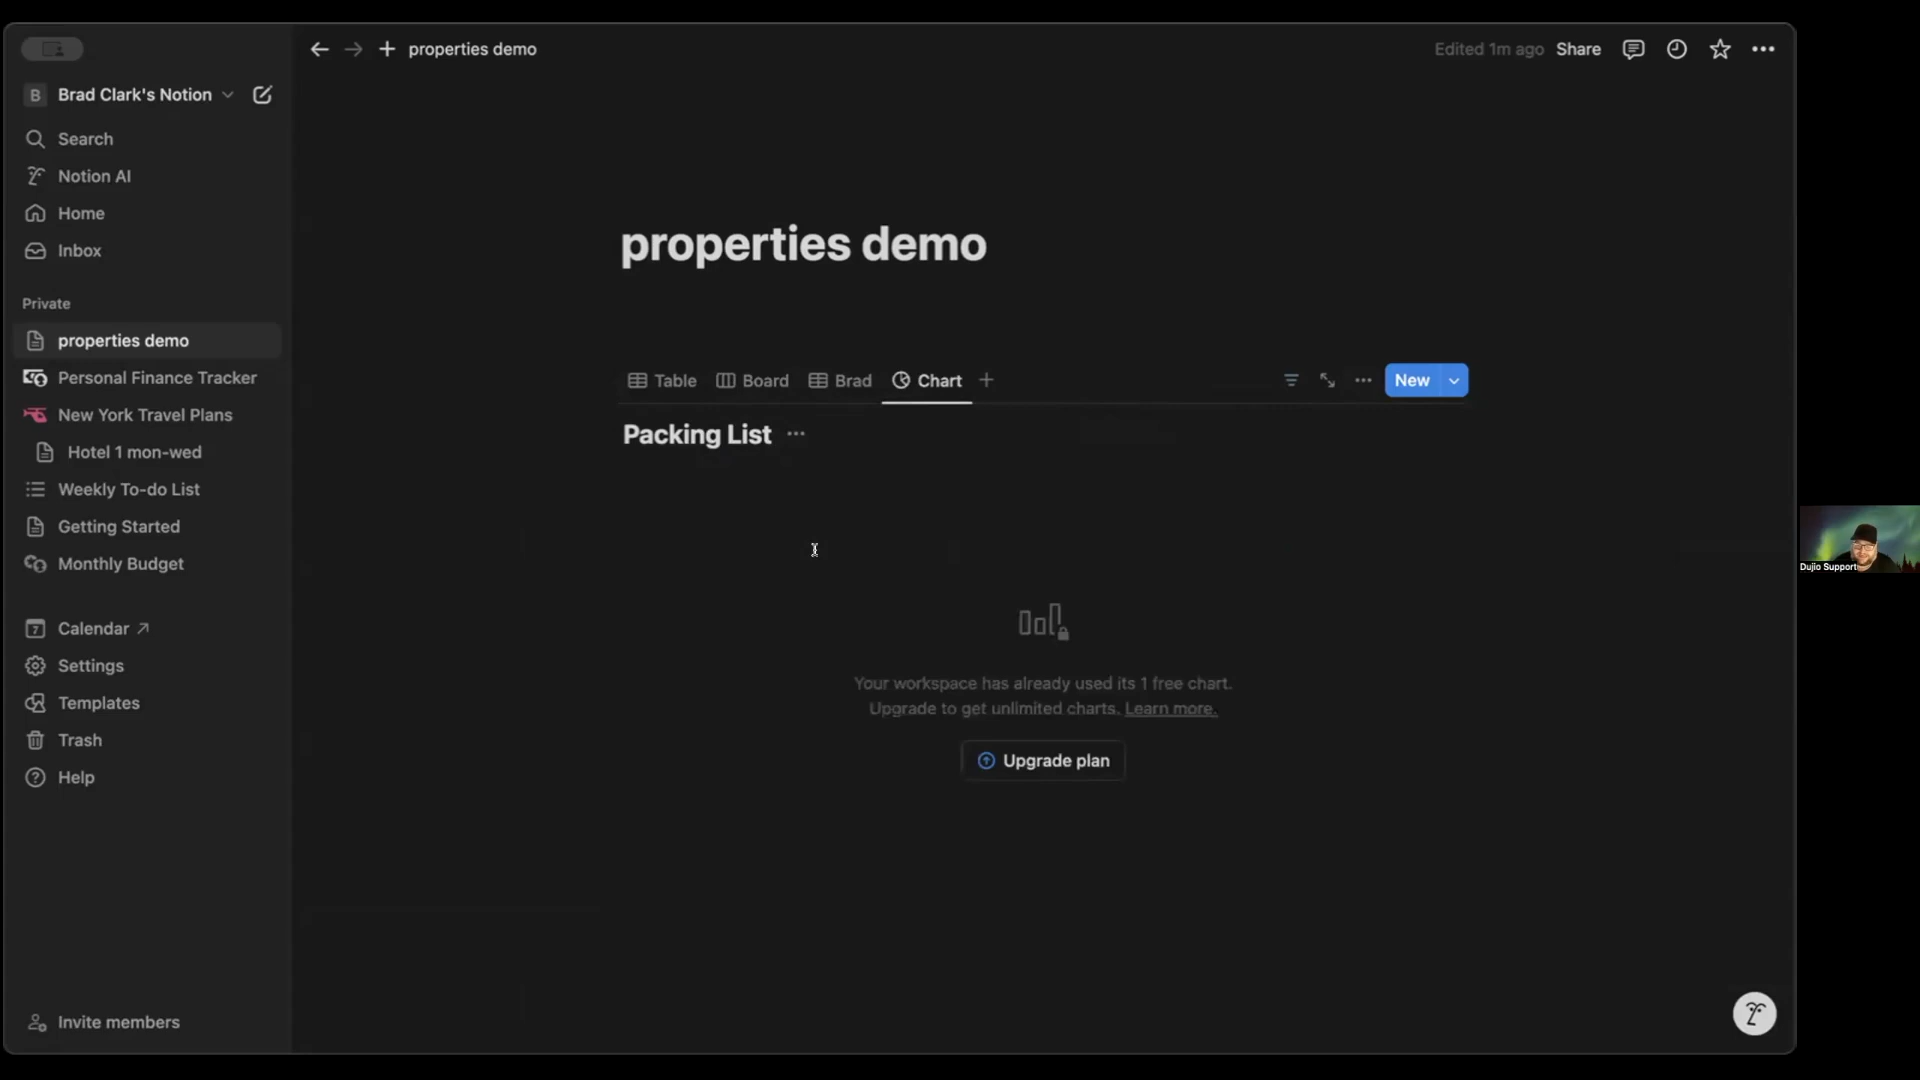 properties demo
Edited 1m ago
Share
B
Brad Clark's Notion
Search
Notion AI
Home
Inbox
Private
properties demo
Personal Finance Tracker
New York Travel Plans
Hotel 1 mon-wed
Weekly To-do List
Getting Started
Monthly Budget
7
Calendar
Settings
Templates
Trash
Help
Invite members
properties demo
Table
Board
Brad
Chart
New
Packing List
Your workspace has already used its 1 free chart.
Upgrade to get unlimited charts. Learn more.
Upgrade plan
Dujio Support